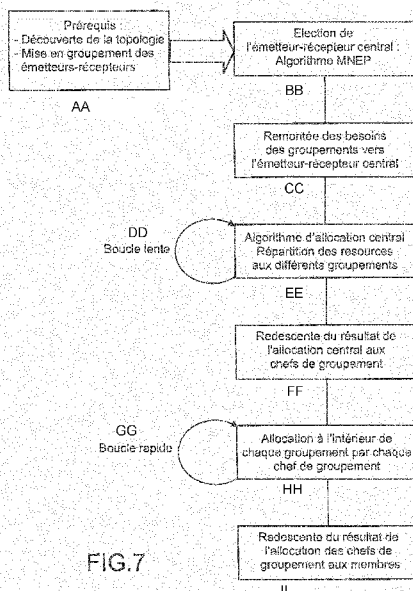 Prérequis :
- Découverte de la topologie
- Mise en groupement des
émetteurs-récepteurs
AA
Election de
l'émetteur-récepteur central :
Algorithme MNEP
BB
Remontée des besoins
des groupements vers
l'émetteur-récepteur central
CC
DD
Boucle lente
Algorithme d'allocation central
Répartition des resources
aux différents groupements
EE
Redescente du résultat de
l'allocation central aux
chefs de groupement
FF
GG
Boucle rapide
Allocation à l'intérieur de
chaque groupement par chaque
chef de groupement
HH
Redescente du résultat de
l'allocation des chefs de
groupement aux membres
II
FIG.7